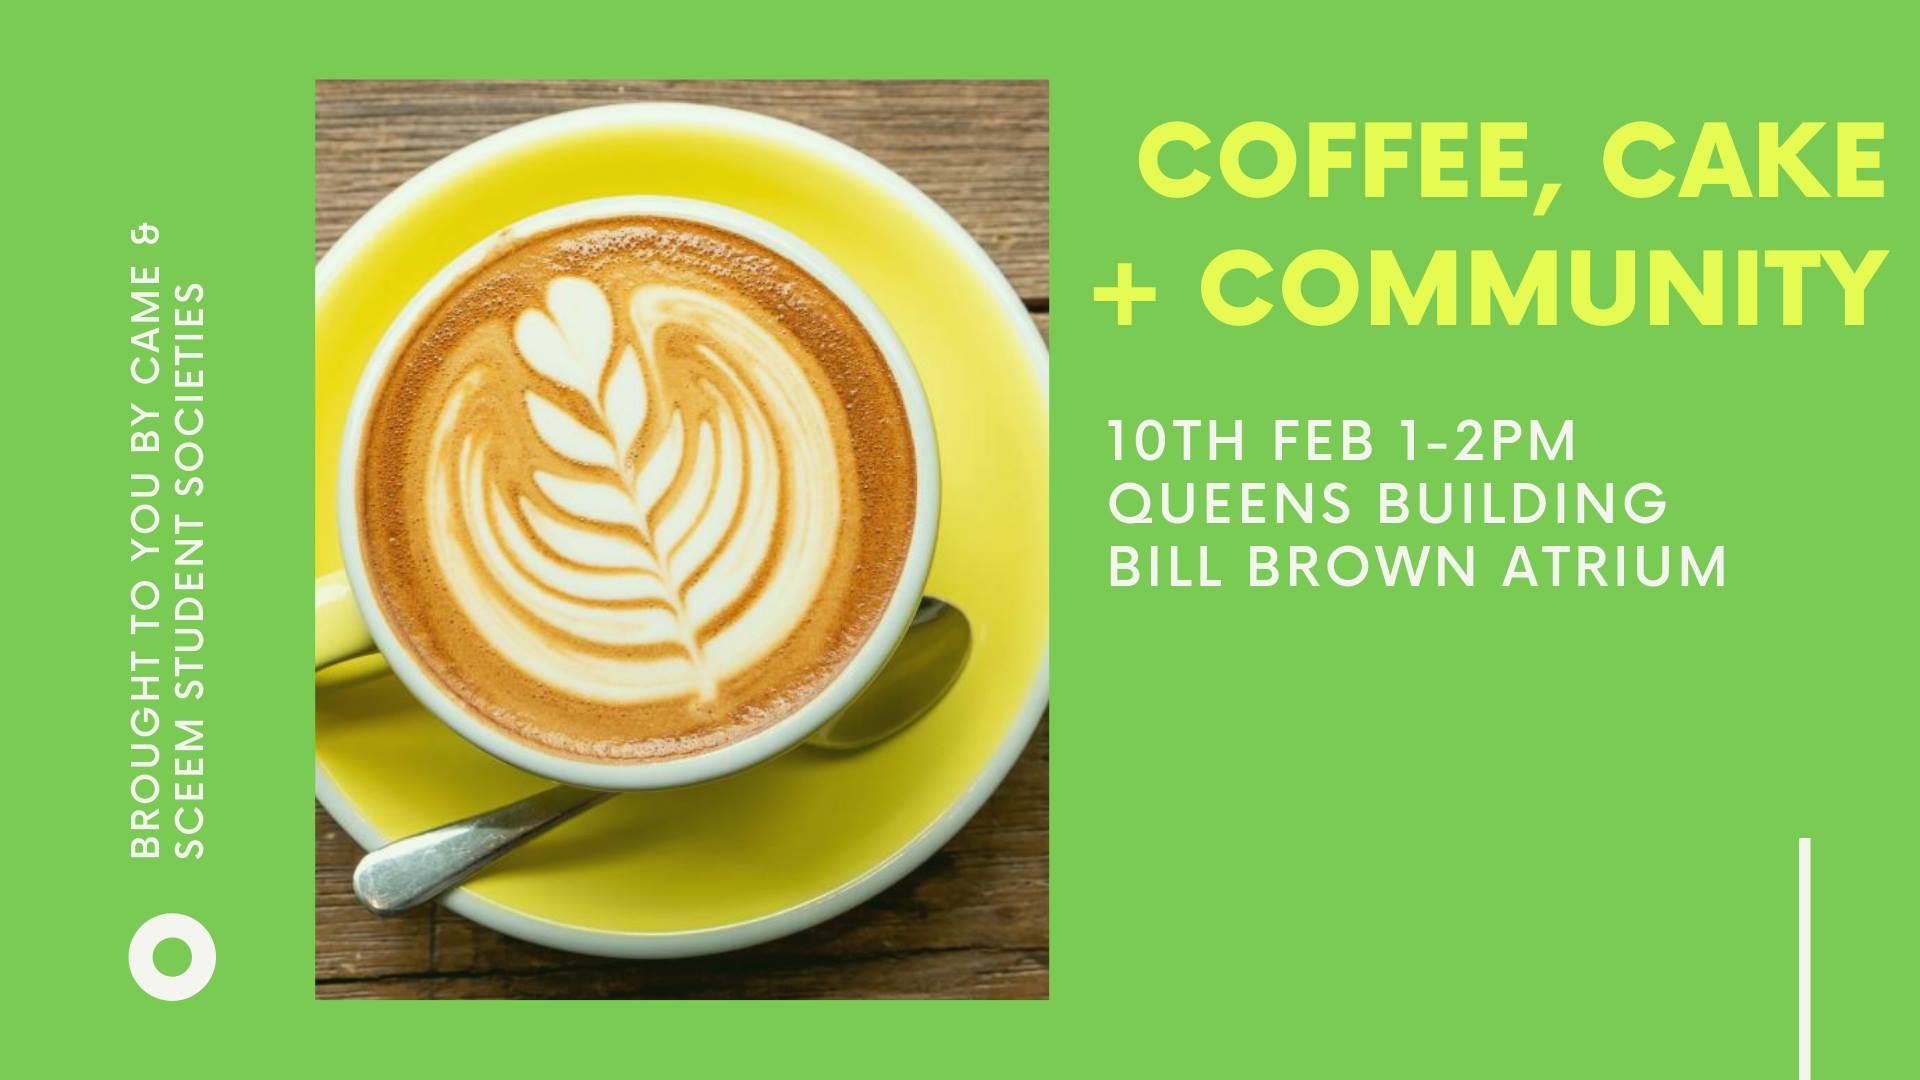 COFFEE, CAKE
+ COMMUNITY
10TH FEB 1-2PM
QUEENS BUILDING
BILL BROWN ATRIUM
BROUGHT TO YOU BY CAME &
SCEEM STUDENT SOCIETIES